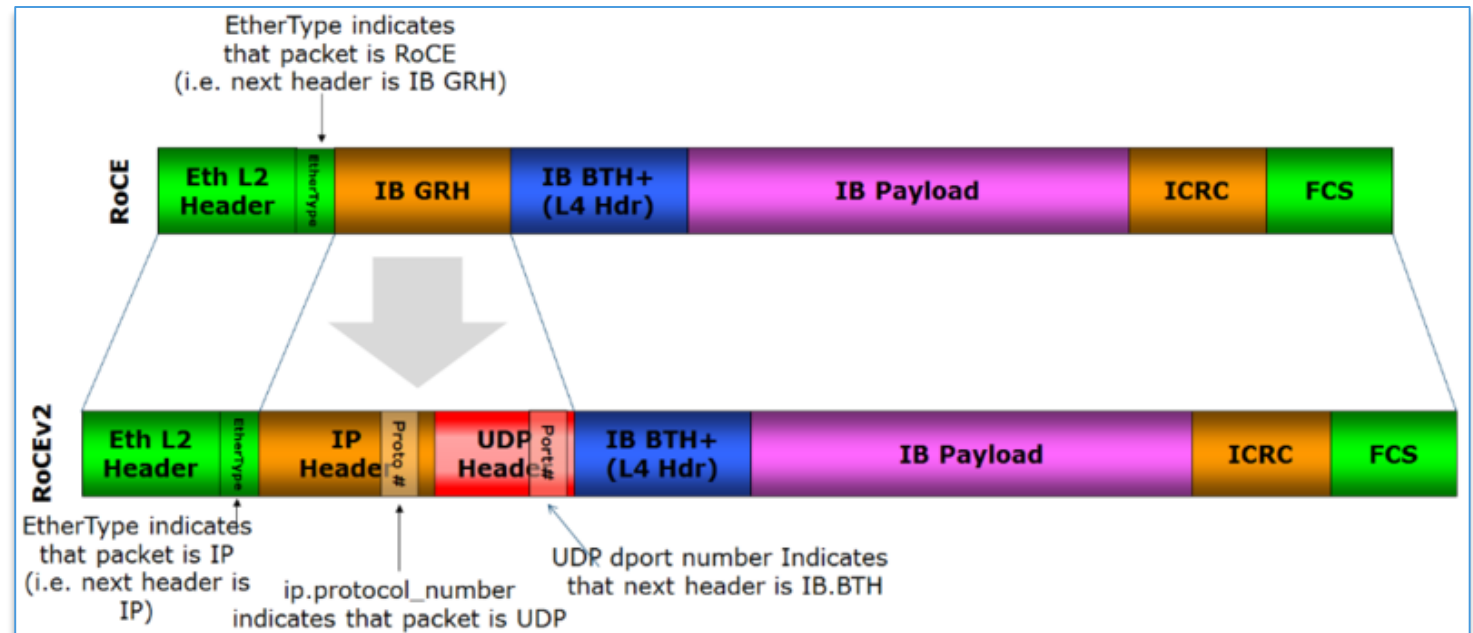 EtherType indicates
that packet is RoCE
(i.e. next header is IB GRH)
RoCE
Eth L2
Header
EtherType
IB GRH
IB BTH+
(L4 Hdr)
IB Payload
ICRC
FCS
RoCEv2
Eth L2
Header
EtherType
IP
Header
Proto #
UDP
Header
Port #
IB BTH+
(L4 Hdr)
IB Payload
ICRC
FCS
EtherType indicates
that packet is IP
(i.e. next header is
IP)
ip.protocol_number
indicates that packet is UDP
UDP dport number Indicates
that next header is IB.BTH